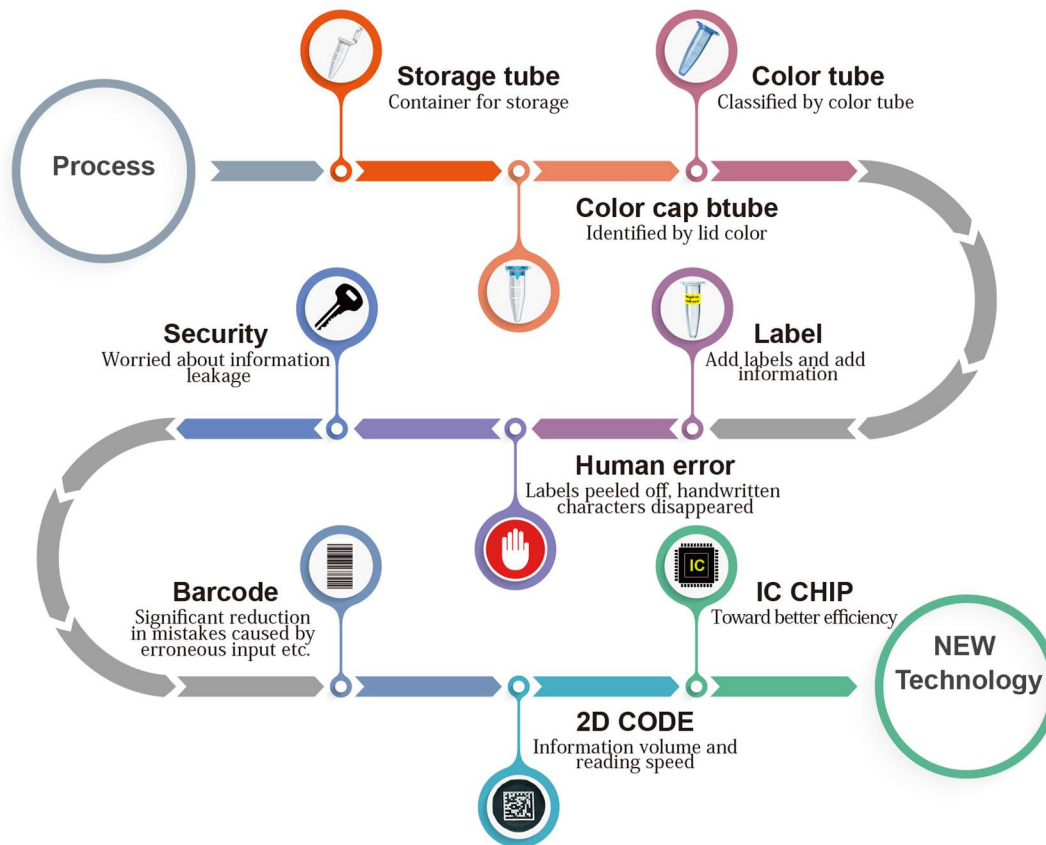 Process
Storage tube
Container for storage
Color cap btube
Identified by lid color
Color tube
Classified by color tube
Label
Add labels and add
information
Human error
Labels peeled off, handwritten
characters disappeared
Security
Worried about information
leakage
Barcode
Significant reduction
in mistakes caused by
erroneous input etc.
2D CODE
Information volume and
reading speed
IC
IC CHIP
Toward better efficiency
NEW
Technology